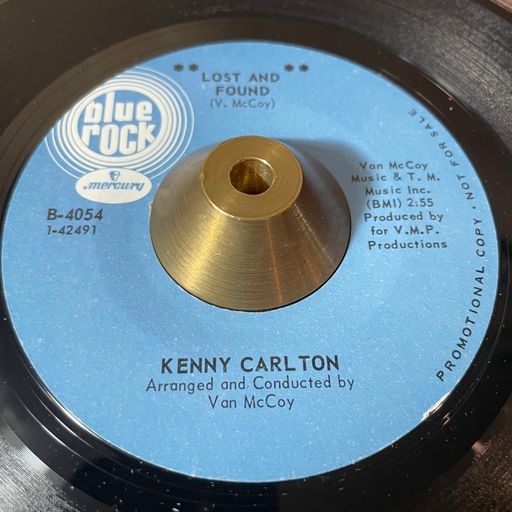 ** LOST AND **
FOUND
(V. McCoy)
blue
rock
mercury
B-4054
1-42491
Van McCoy
Music & T. M.
Music Inc.
(BMI) 2:55
Produced by
for V.M.P.
Productions
PROMOTIONAL COPY · NOT FOR SALE
KENNY CARLTON
Arranged and Conducted by
Van McCoy